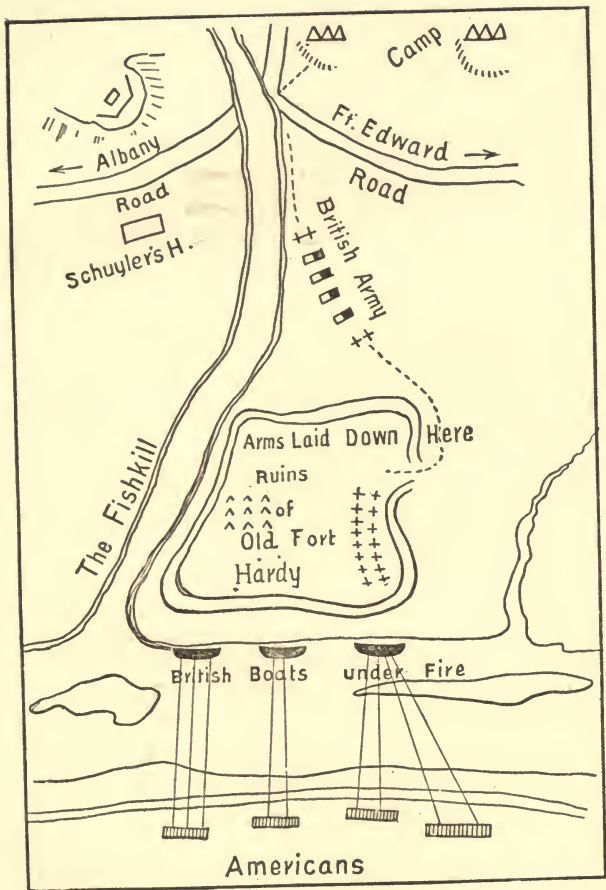 Camp
Albany
Road
Ft. Edward
Road
Schuyler's H.
British Army
The Fishkill
Arms Laid Down Here
Ruins
of
Old Fort
Hardy
British Boats under Fire
Americans